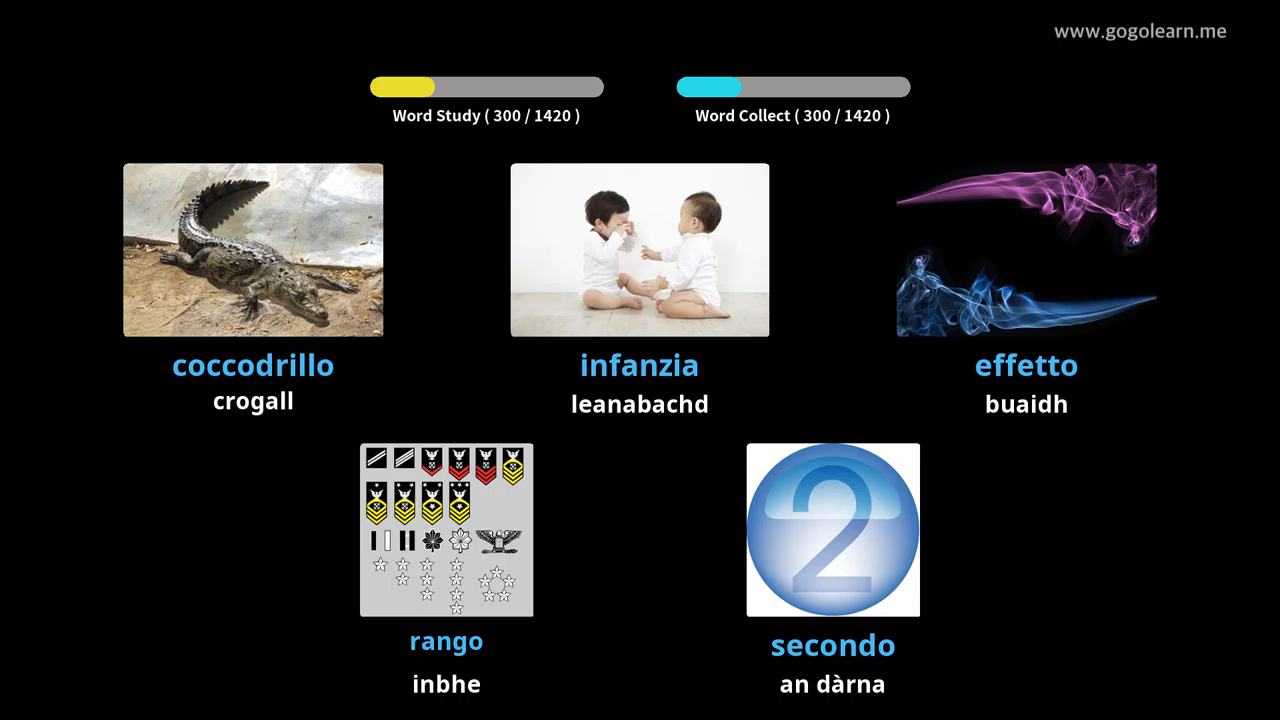 www.gogolearn.me
Word Study ( 300 / 1420 )
Word Collect ( 300 / 1420 )
coccodrillo
crogall
infanzia
leanabachd
effetto
buaidh
rango
inbhe
2
secondo
an dàrna